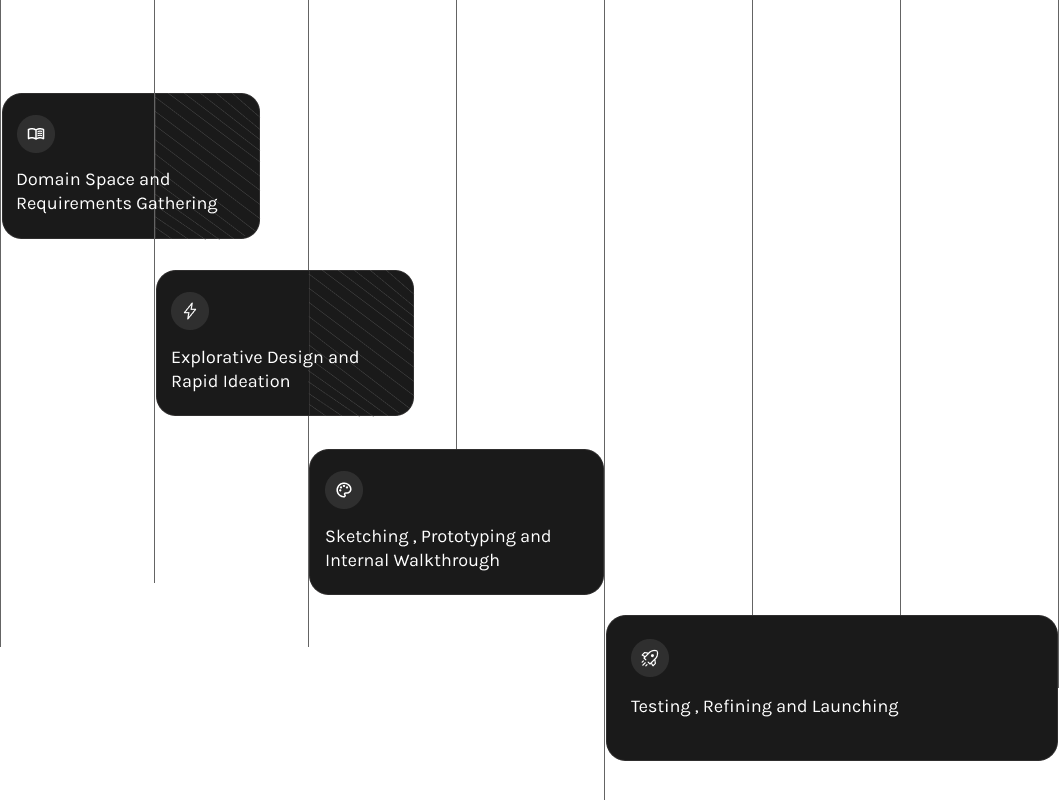 Domain Space and
Requirements Gathering
Explorative Design and
Rapid Ideation
Sketching , Prototyping and
Internal Walkthrough
Testing , Refining and Launching